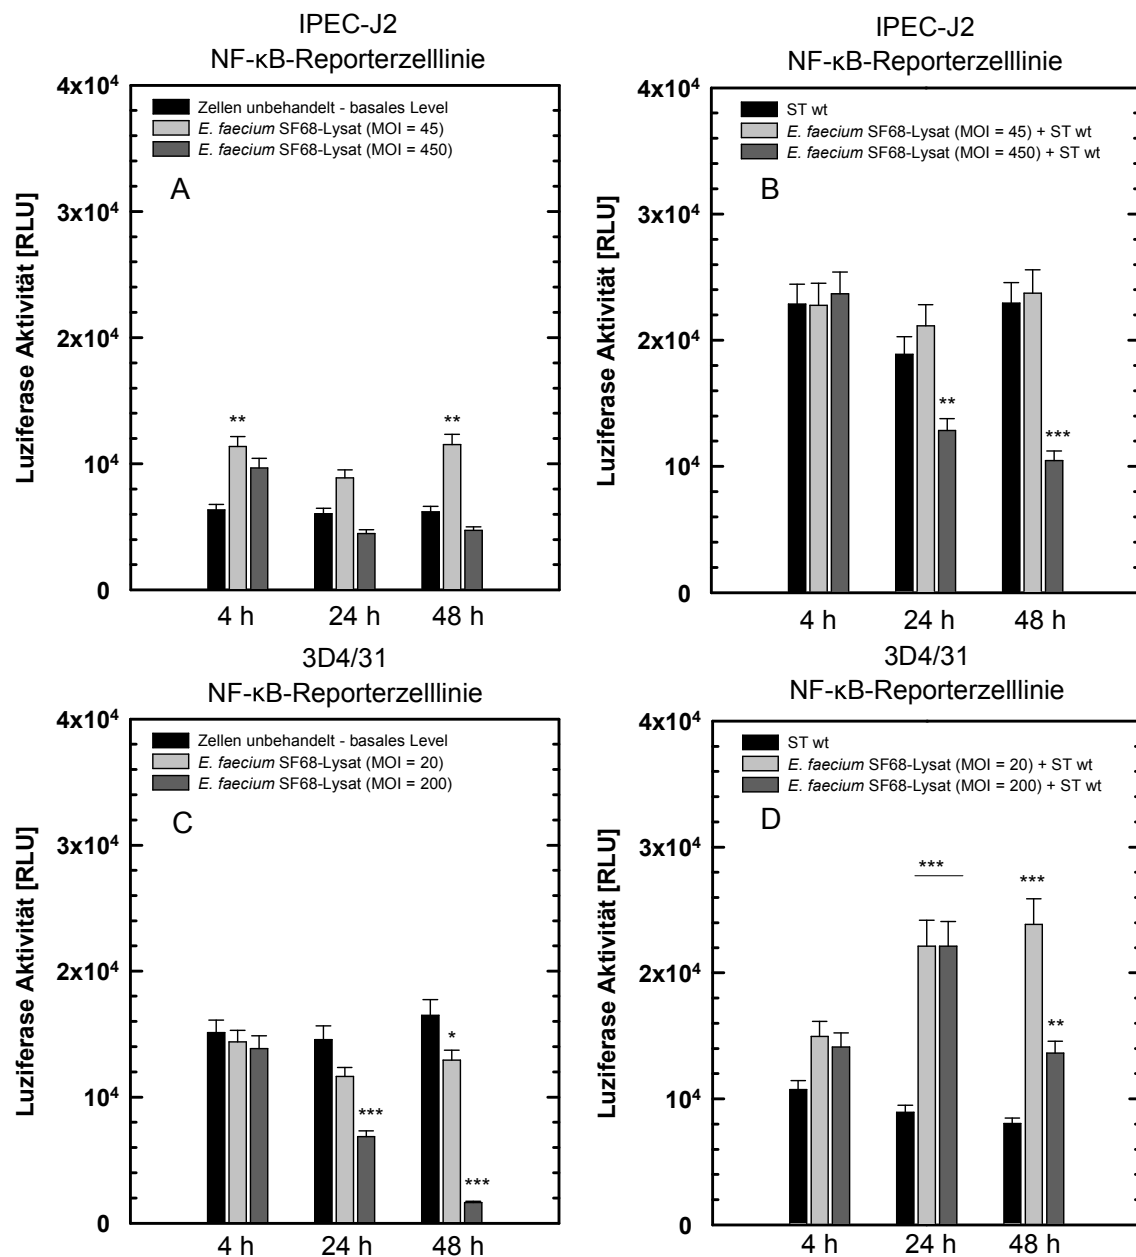 IPEC-J2
NF-κB-Reporterzelllinie
Luziferase Aktivität [RLU]
4x10⁴
3x10⁴
2x10⁴
10⁴
0
Zellen unbehandelt - basales Level
E. faecium SF68-Lysat (MOI = 45)
E. faecium SF68-Lysat (MOI = 450)
A
**
**
4 h 24 h 48 h
IPEC-J2
NF-κB-Reporterzelllinie
Luziferase Aktivität [RLU]
4x10⁴
3x10⁴
2x10⁴
10⁴
0
ST wt
E. faecium SF68-Lysat (MOI = 45) + ST wt
E. faecium SF68-Lysat (MOI = 450) + ST wt
B
**
***
4 h 24 h 48 h
3D4/31
NF-κB-Reporterzelllinie
Luziferase Aktivität [RLU]
4x10⁴
3x10⁴
2x10⁴
10⁴
0
Zellen unbehandelt - basales Level
E. faecium SF68-Lysat (MOI = 20)
E. faecium SF68-Lysat (MOI = 200)
C
***
*
***
4 h 24 h 48 h
3D4/31
NF-κB-Reporterzelllinie
Luziferase Aktivität [RLU]
4x10⁴
3x10⁴
2x10⁴
10⁴
0
ST wt
E. faecium SF68-Lysat (MOI = 20) + ST wt
E. faecium SF68-Lysat (MOI = 200) + ST wt
D
***
***
**
4 h 24 h 48 h